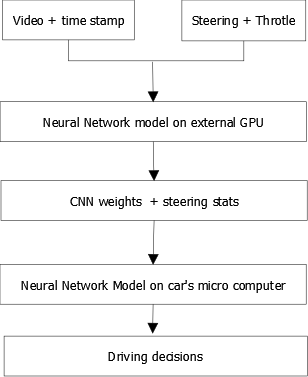 Video + time stamp
Steering + Throtle
Neural Network model on external GPU
CNN weights + steering stats
Neural Network Model on car's micro computer
Driving decisions